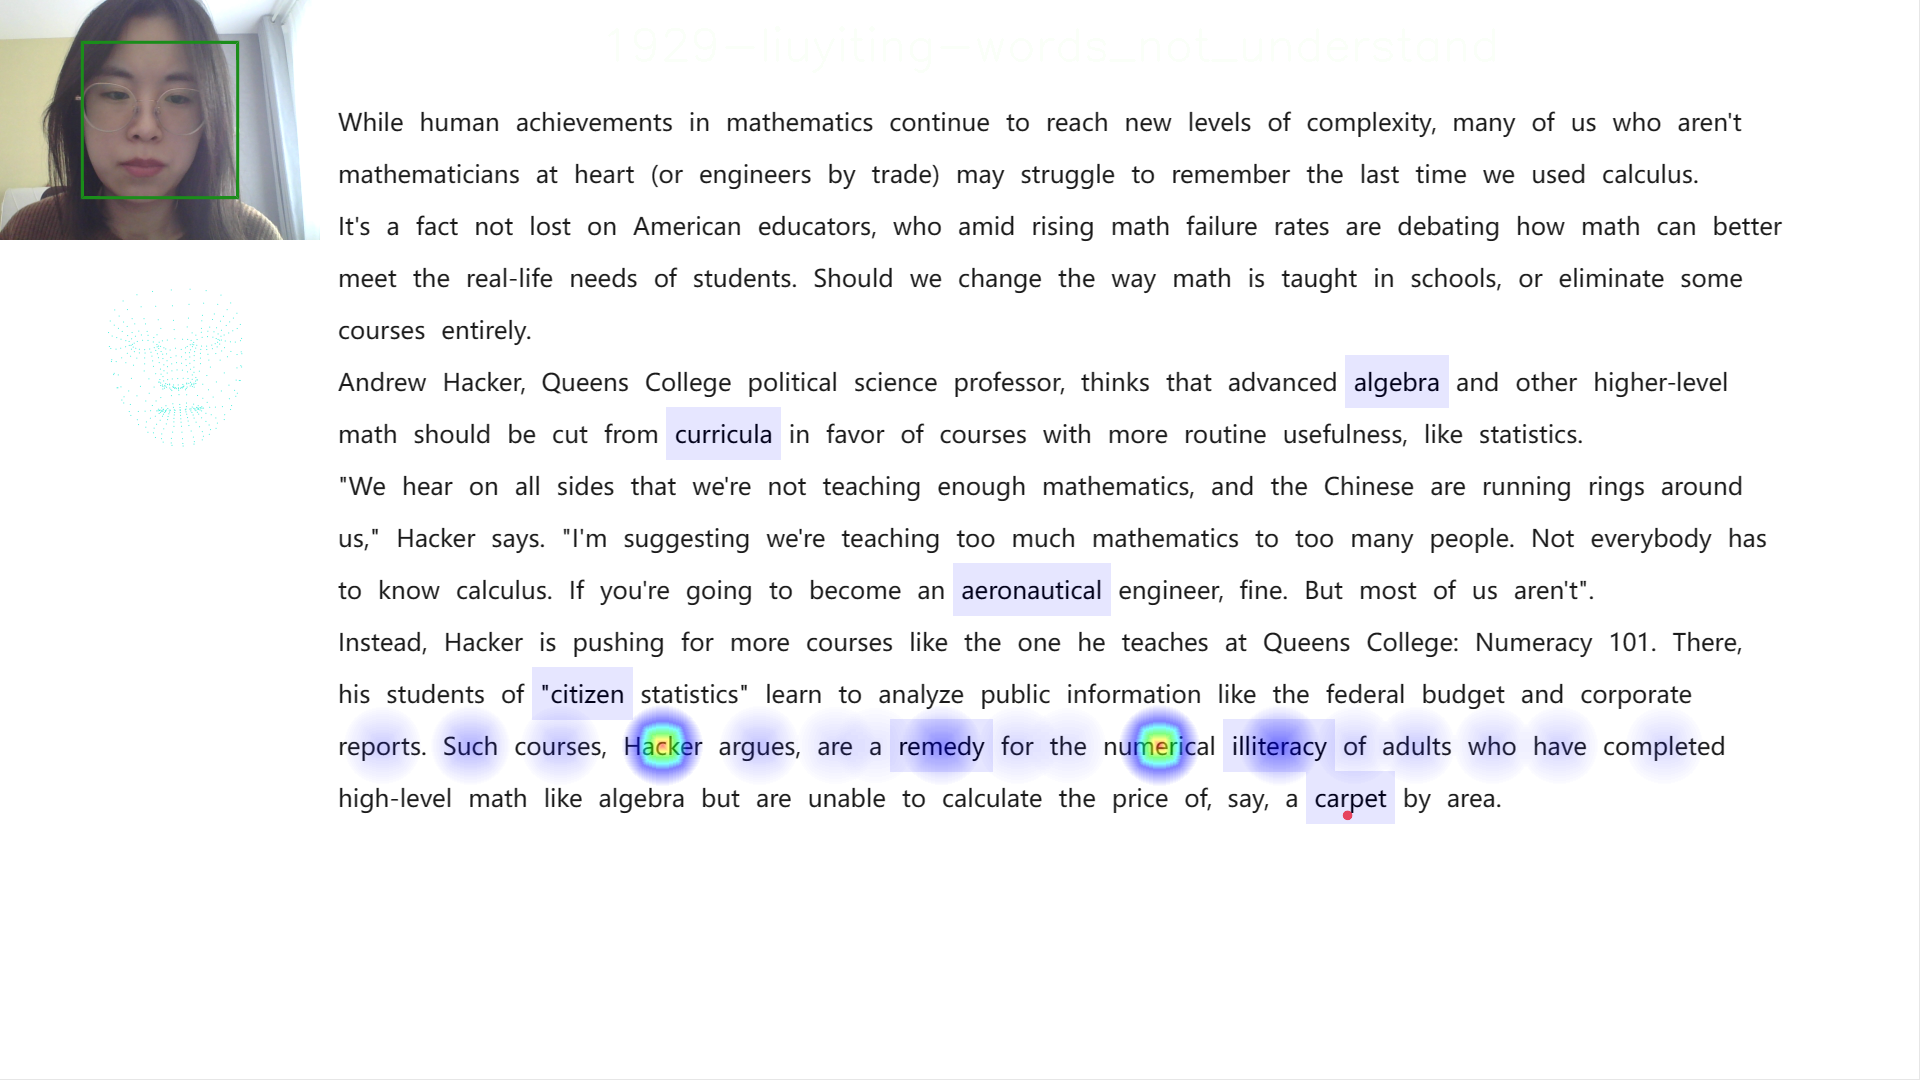 1929-liuyiting-words_not_understand
While human achievements in mathematics continue to reach new levels of complexity, many of us who aren't
mathematicians at heart (or engineers by trade) may struggle to remember the last time we used calculus.
It's a fact not lost on American educators, who amid rising math failure rates are debating how math can better
meet the real-life needs of students. Should we change the way math is taught in schools, or eliminate some
courses entirely.
Andrew Hacker, Queens College political science professor, thinks that advanced algebra and other higher-level
math should be cut from curricula in favor of courses with more routine usefulness, like statistics.
"We hear on all sides that we're not teaching enough mathematics, and the Chinese are running rings around
us," Hacker says. "I'm suggesting we're teaching too much mathematics to too many people. Not everybody has
to know calculus. If you're going to become an aeronautical engineer, fine. But most of us aren't".
Instead, Hacker is pushing for more courses like the one he teaches at Queens College: Numeracy 101. There,
his students of "citizen statistics" learn to analyze public information like the federal budget and corporate
reports. Such courses, Hacker argues, are a remedy for the numerical illiteracy of adults who have completed
high-level math like algebra but are unable to calculate the price of, say, a carpet by area.